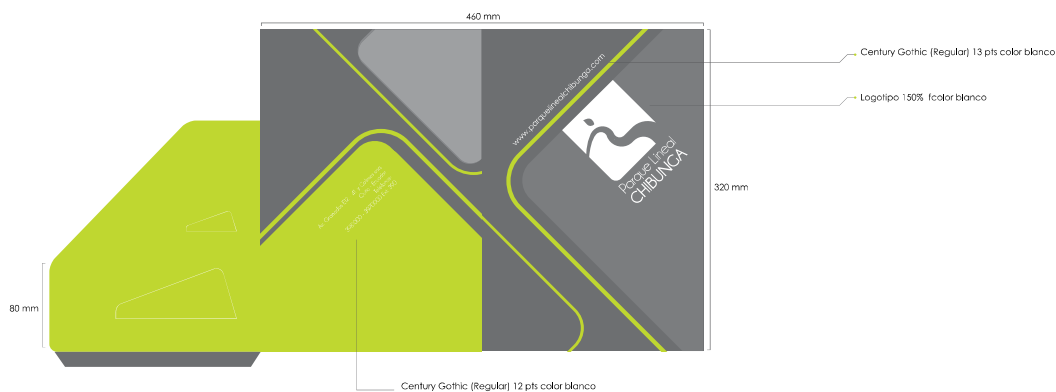 460 mm
Century Gothic (Regular) 13 pts color blanco
www.parquelinealchibunga.com
Logotipo 150% fcolor blanco
Parque Lineal
CHIBUNGA
320 mm
80 mm
Century Gothic (Regular) 12 pts color blanco